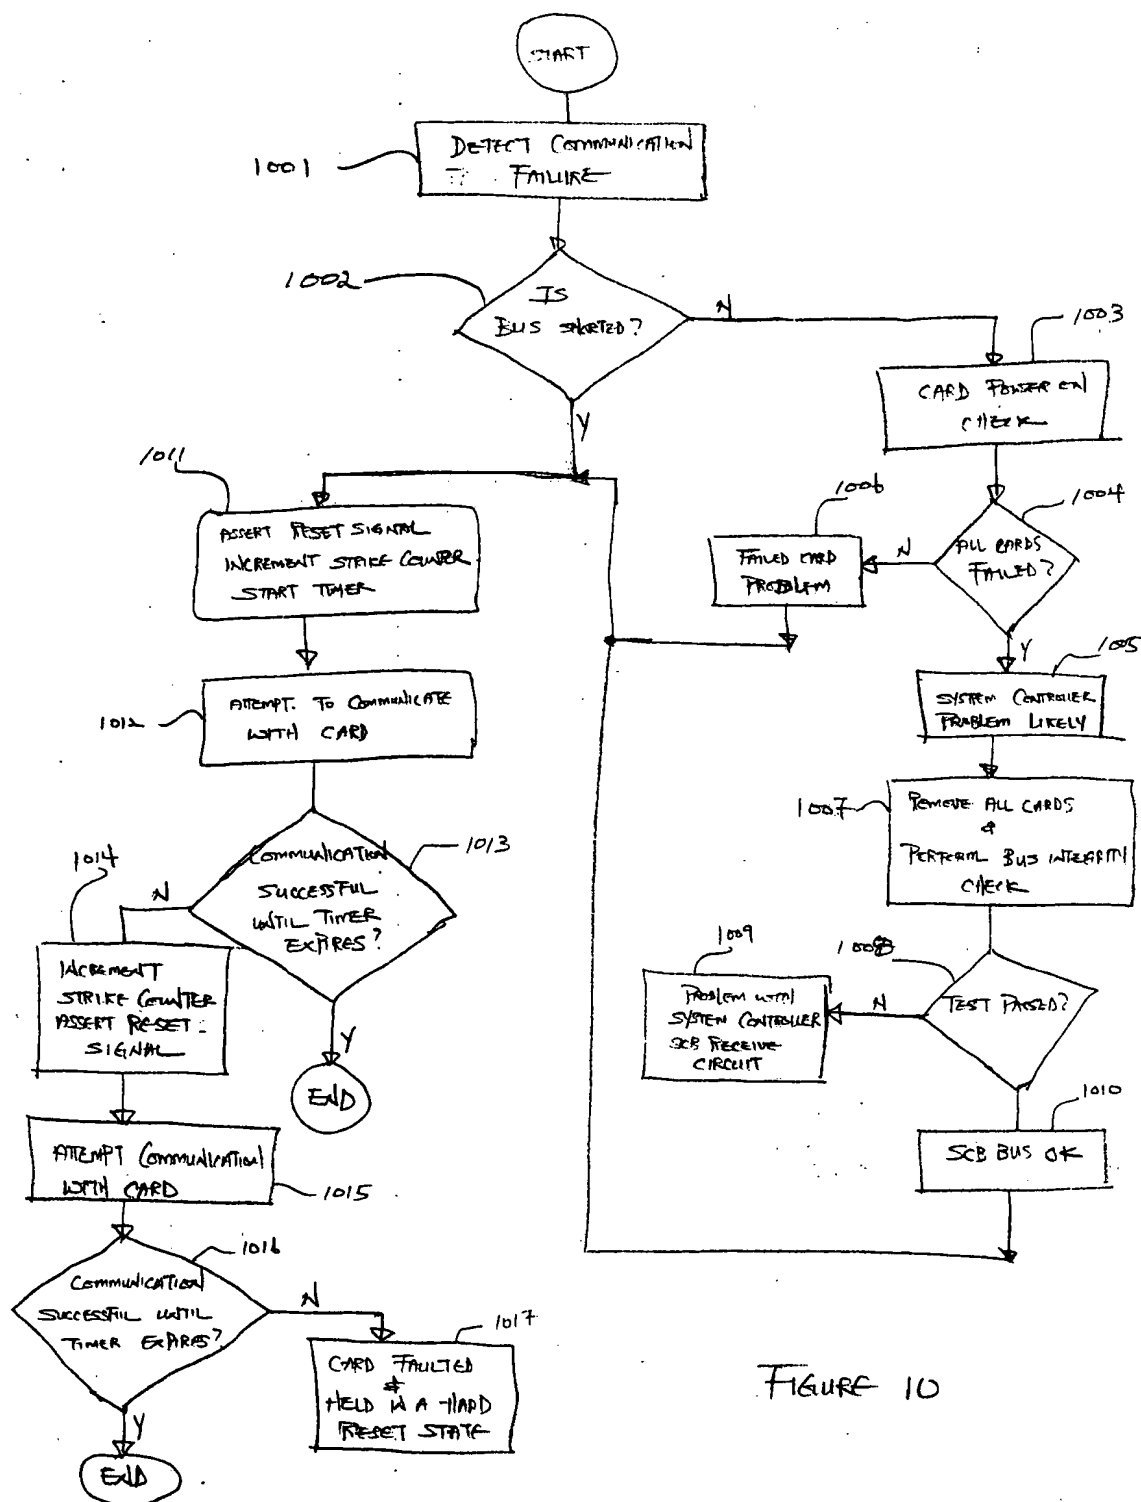 START
DETECT COMMUNICATION
FAILURE
1001
1002
IS
BUS SHORTED?
N
Y
1003
CARD POWER ON
CHECK
1004
ALL CARDS
FAILED?
N
Y
1006
FAILED CARD
PROBLEM
1005
SYSTEM CONTROLLER
PROBLEM LIKELY
1007
REMOVE ALL CARDS
&
PERFORM BUS INTEGRITY
CHECK
1008
TEST PASSED?
N
1009
PROBLEM WITH
SYSTEM CONTROLLER
SCB RECEIVE
CIRCUIT
1010
SCB BUS OK
1011
ASSERT RESET SIGNAL
INCREMENT STRIKE COUNTER
START TIMER
1012
ATTEMPT TO COMMUNICATE
WITH CARD
1013
COMMUNICATION
SUCCESSFUL
UNTIL TIMER
EXPIRES?
N
Y
END
1014
INCREMENT
STRIKE COUNTER
ASSERT RESET
SIGNAL
ATTEMPT COMMUNICATION
WITH CARD
1015
1016
COMMUNICATION
SUCCESSFUL UNTIL
TIMER EXPIRES?
N
Y
END
1017
CARD FAULTED
&
HELD IN A HARD
RESET STATE
FIGURE 10